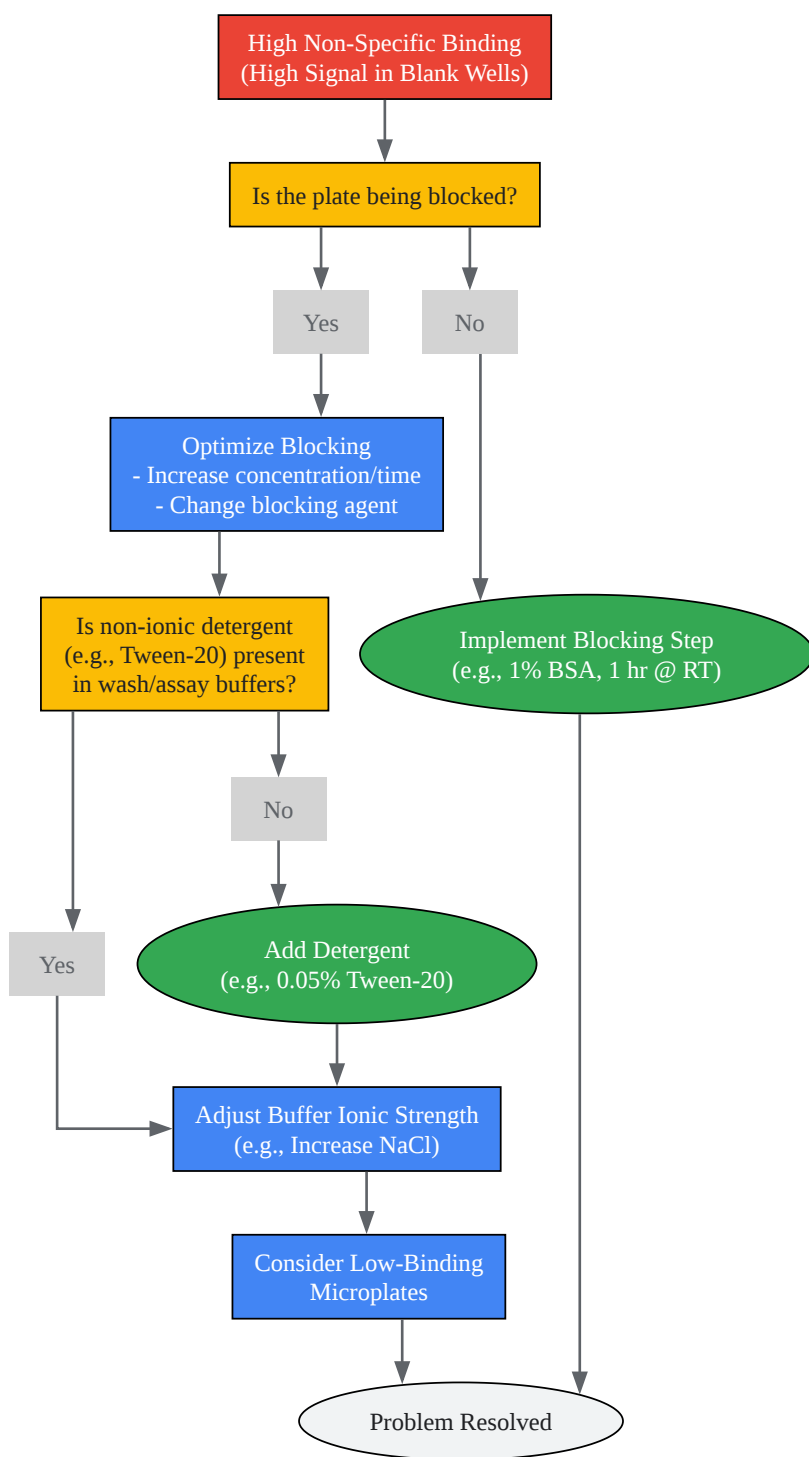 High Non-Specific Binding
(High Signal in Blank Wells)
Is the plate being blocked?
Yes
No
Optimize Blocking
- Increase concentration/time
- Change blocking agent
Is non-ionic detergent
(e.g., Tween-20) present
in wash/assay buffers?
Implement Blocking Step
(e.g., 1% BSA, 1 hr @ RT)
No
Yes
Add Detergent
(e.g., 0.05% Tween-20)
Adjust Buffer Ionic Strength
(e.g., Increase NaCl)
Consider Low-Binding
Microplates
Problem Resolved